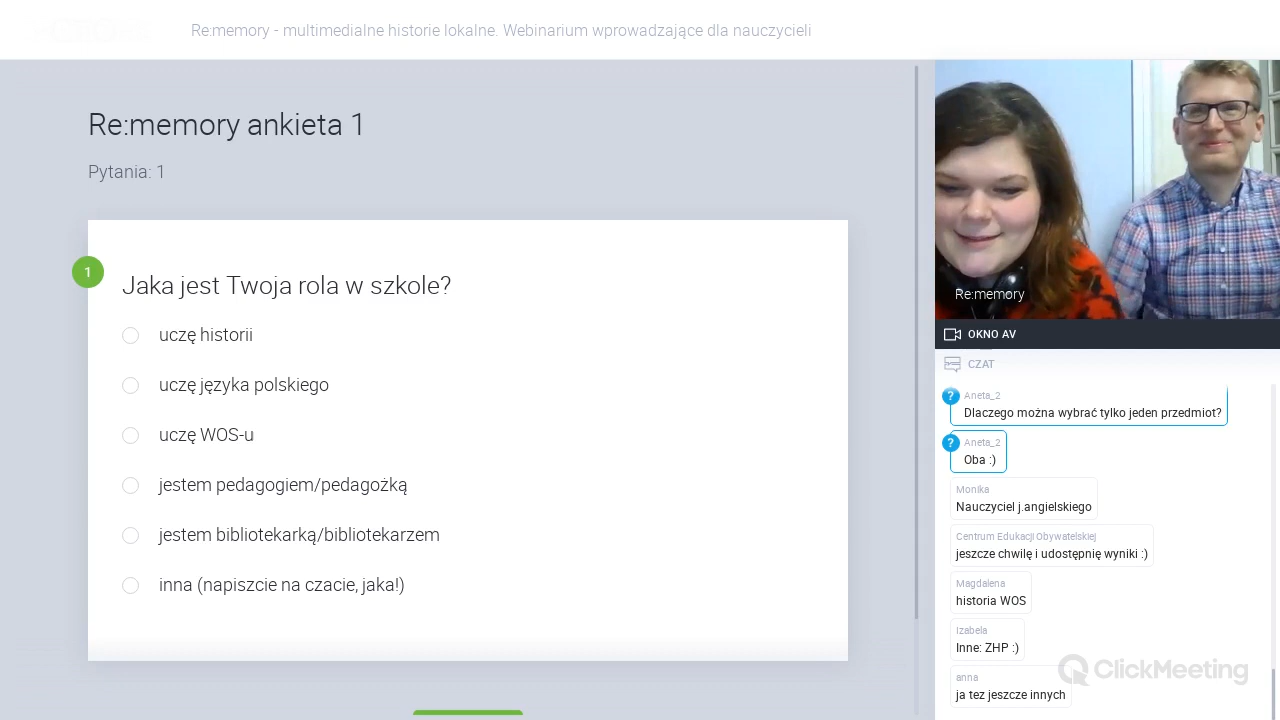 Re:memory - multimedialne historie lokalne. Webinarium wprowadzające dla nauczycieli
Re:memory ankieta 1
Pytania: 1
1
Jaka jest Twoja rola w szkole?
uczę historii
uczę języka polskiego
uczę WOS-u
jestem pedagogiem/pedagożką
jestem bibliotekarką/bibliotekarzem
inna (napiszcie na czacie, jaka!)
Re:memory
OKNO AV
CZAT
?
Aneta_2
Dlaczego można wybrać tylko jeden przedmiot?
?
Aneta_2
Oba :)
Monika
Nauczyciel j.angielskiego
Centrum Edukacji Obywatelskiej
jeszcze chwilę i udostępnię wyniki :)
Magdalena
historia WOS
Izabela
Inne: ZHP :)
anna
ja tez jeszcze innych
ClickMeeting